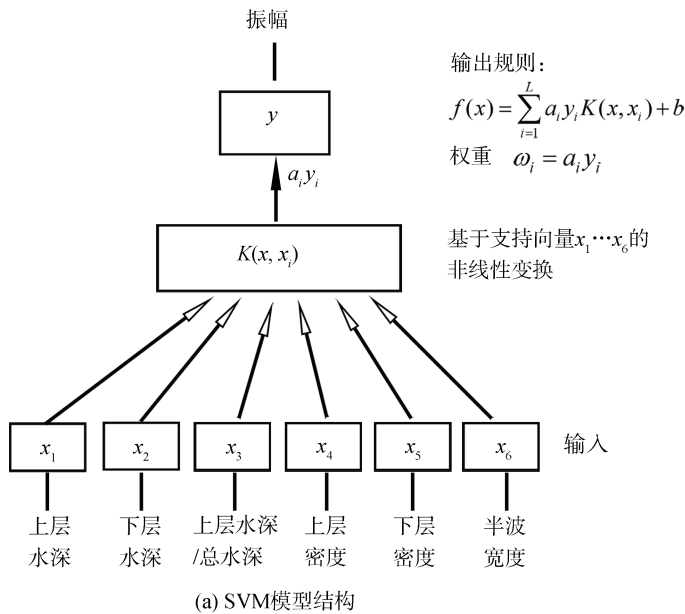 振幅
y
输出规则：
f(x)=\sum_{i=1}^{L} a_i y_i K(x, x_i)+b
权重 ω_i = a_i y_i
a_i y_i
K(x, x_i)
基于支持向量x_1…x_6的
非线性变换
x_1 x_2 x_3 x_4 x_5 x_6 输入
上层 下层 上层水深 上层 下层 半波
水深 水深 /总水深 密度 密度 宽度
(a) SVM模型结构